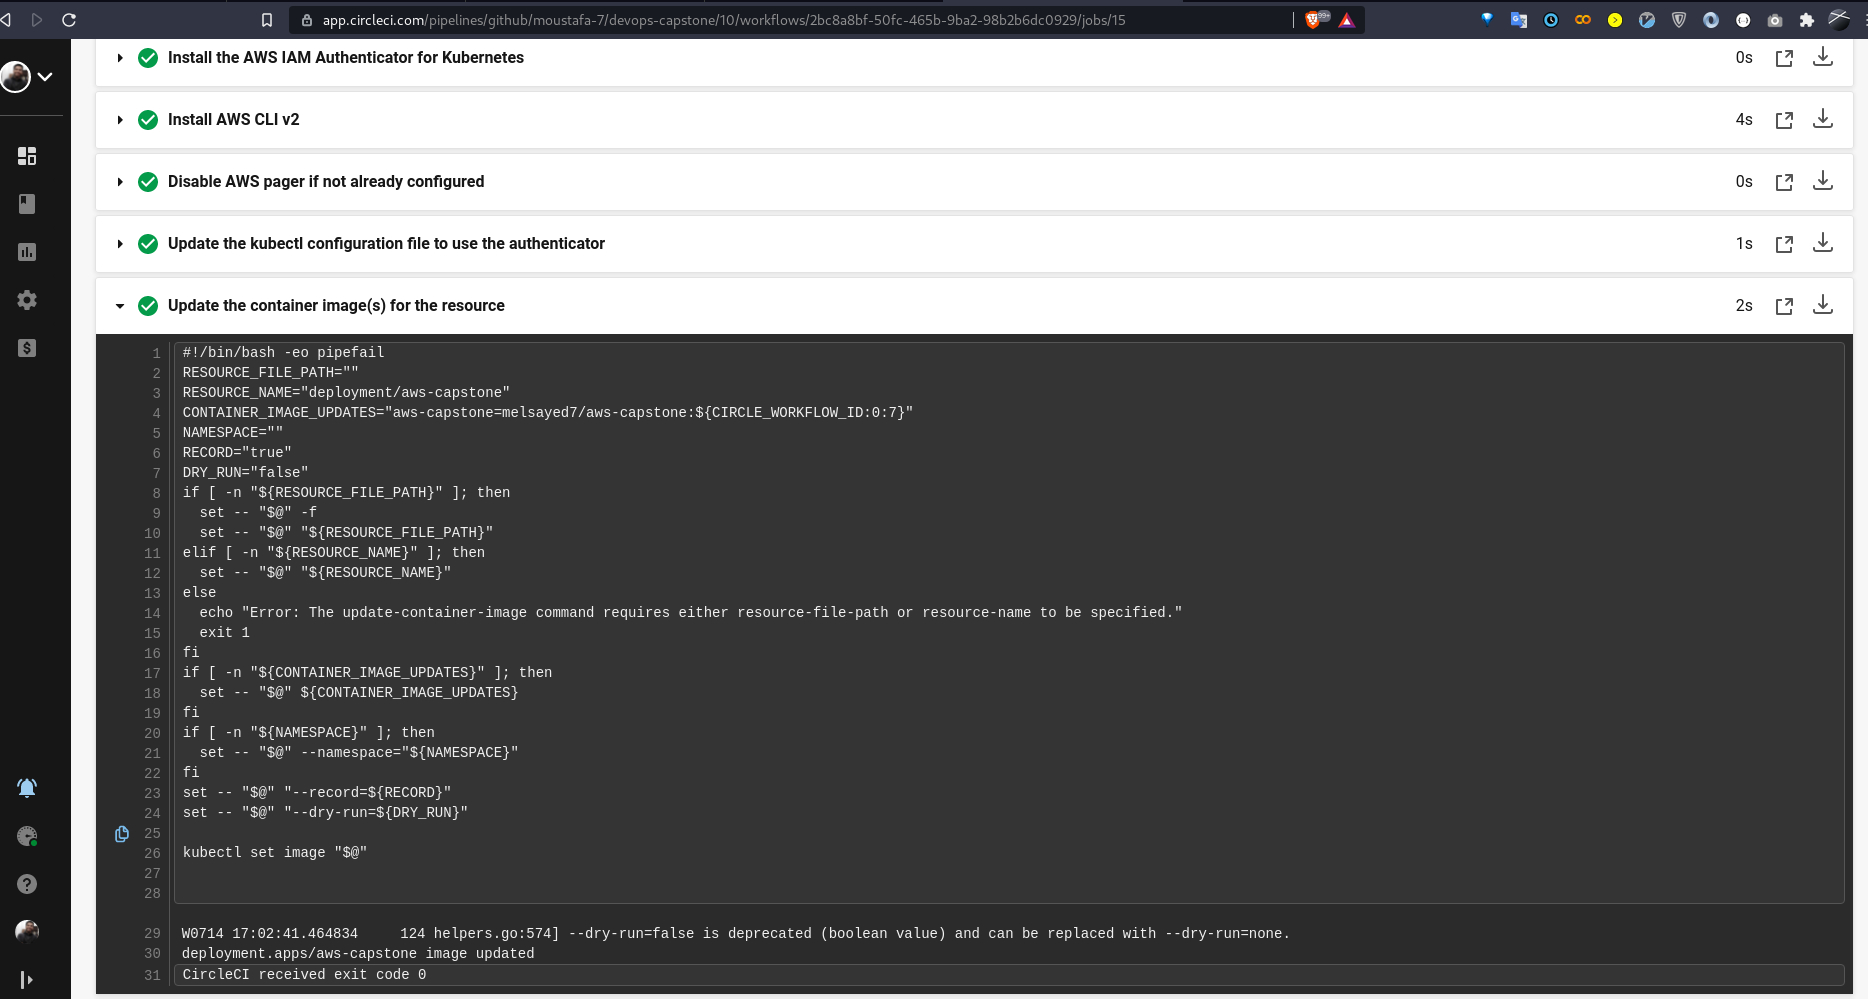 app.circleci.com/pipelines/github/moustafa-7/devops-capstone/10/workflows/2bc8a8bf-50fc-465b-9ba2-98b2b6dc0929/jobs/15
99+
Install the AWS IAM Authenticator for Kubernetes 0s
Install AWS CLI v2 4s
Disable AWS pager if not already configured 0s
Update the kubectl configuration file to use the authenticator 1s
Update the container image(s) for the resource 2s
1 #!/bin/bash -eo pipefail
2 RESOURCE_FILE_PATH=""
3 RESOURCE_NAME="deployment/aws-capstone"
4 CONTAINER_IMAGE_UPDATES="aws-capstone=melsayed7/aws-capstone:${CIRCLE_WORKFLOW_ID:0:7}"
5 NAMESPACE=""
6 RECORD="true"
7 DRY_RUN="false"
8 if [ -n "${RESOURCE_FILE_PATH}" ]; then
9   set -- "$@" -f
10   set -- "$@" "${RESOURCE_FILE_PATH}"
11 elif [ -n "${RESOURCE_NAME}" ]; then
12   set -- "$@" "${RESOURCE_NAME}"
13 else
14   echo "Error: The update-container-image command requires either resource-file-path or resource-name to be specified."
15   exit 1
16 fi
17 if [ -n "${CONTAINER_IMAGE_UPDATES}" ]; then
18   set -- "$@" ${CONTAINER_IMAGE_UPDATES}
19 fi
20 if [ -n "${NAMESPACE}" ]; then
21   set -- "$@" --namespace="${NAMESPACE}"
22 fi
23 set -- "$@" "--record=${RECORD}"
24 set -- "$@" "--dry-run=${DRY_RUN}"
25
26 kubectl set image "$@"
27
28
29 W0714 17:02:41.464834     124 helpers.go:574] --dry-run=false is deprecated (boolean value) and can be replaced with --dry-run=none.
30 deployment.apps/aws-capstone image updated
31 CircleCI received exit code 0